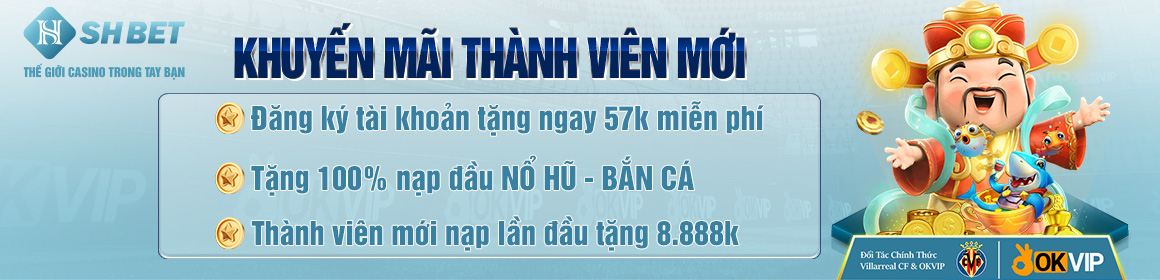 SHBET
THẾ GIỚI CASINO TRONG TAY BẠN
KHUYẾN MÃI THÀNH VIÊN MỚI
Đăng ký tài khoản tặng ngay 57k miễn phí
Tặng 100% nạp đầu NỔ HŨ - BẮN CÁ
Thành viên mới nạp lần đầu tặng 8.888k
KVIP
OKVIP
Đối Tác Chính Thức
Villarreal CF & OKVIP
OKVIP